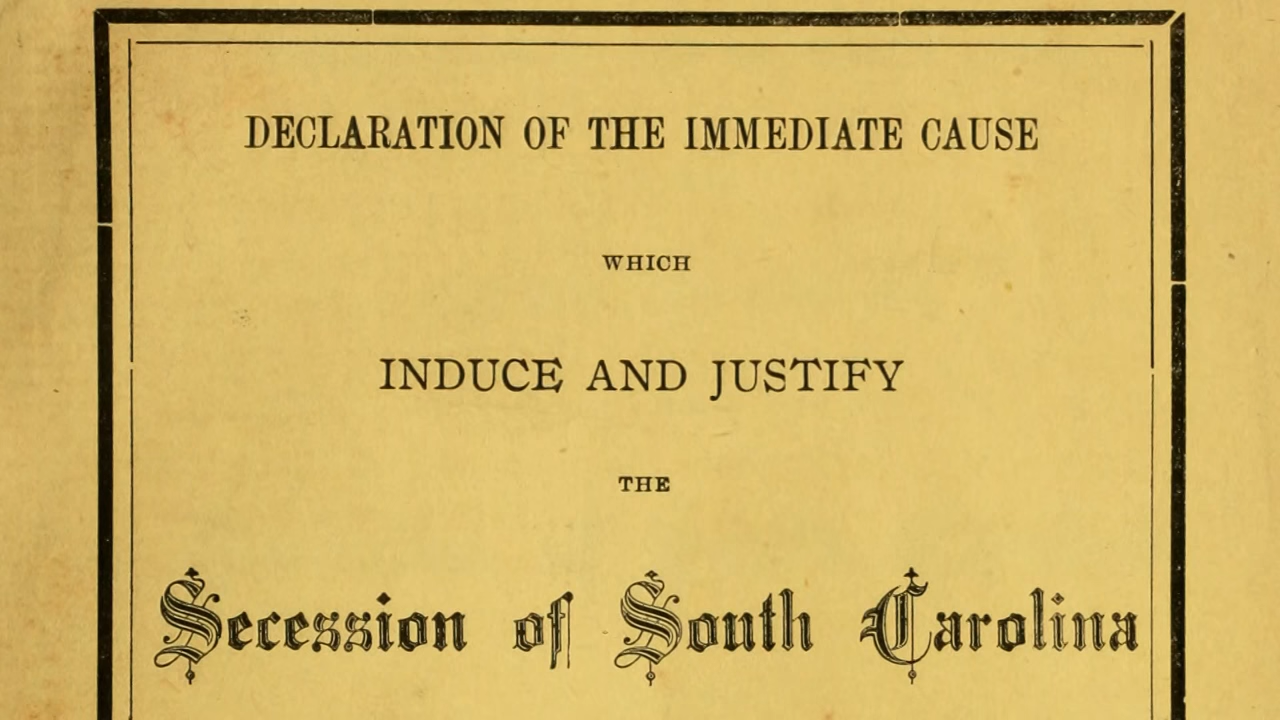 DECLARATION OF THE IMMEDIATE CAUSE
WHICH
INDUCE AND JUSTIFY
THE
Secession of South Carolina